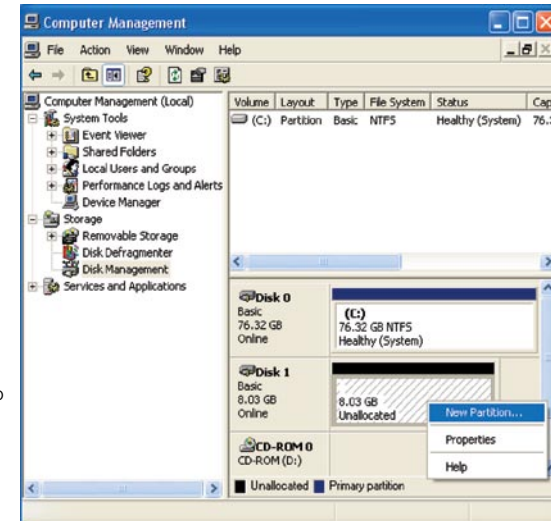 Computer Management
File Action View Window Help
Computer Management (Local)
System Tools
Event Viewer
Shared Folders
Local Users and Groups
Performance Logs and Alerts
Device Manager
Storage
Removable Storage
Disk Defragmenter
Disk Management
Services and Applications
Volume Layout Type File System Status Cap
(C:) Partition Basic NTFS Healthy (System) 76.
Disk 0
Basic
76.32 GB
Online
(C:)
76.32 GB NTFS
Healthy (System)
Disk 1
Basic
8.03 GB
Online
8.03 GB
Unallocated
New Partition...
Properties
Help
CD-ROM 0
CD-ROM (D:)
Unallocated Primary partition